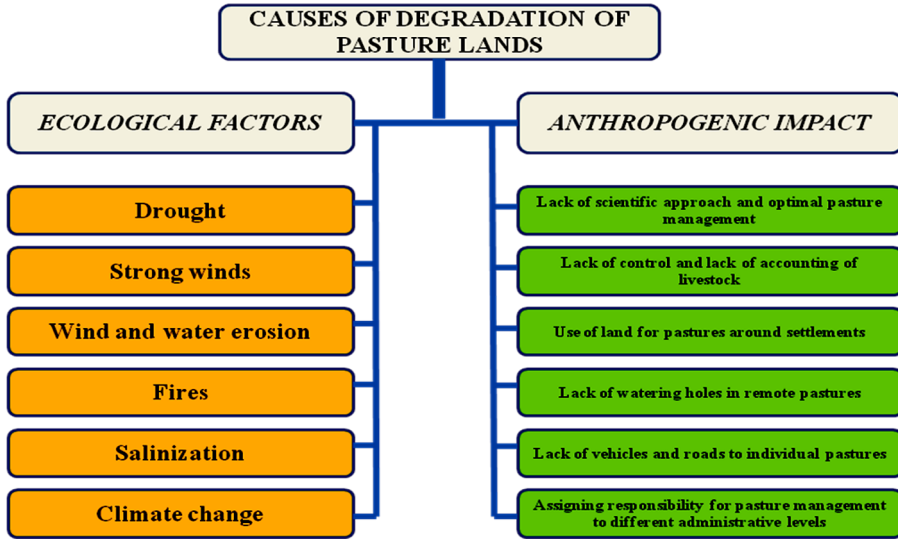 CAUSES OF DEGRADATION OF
PASTURE LANDS
ECOLOGICAL FACTORS
Drought
Strong winds
Wind and water erosion
Fires
Salinization
Climate change
ANTHROPOGENIC IMPACT
Lack of scientific approach and optimal pasture
management
Lack of control and lack of accounting of
livestock
Use of land for pastures around settlements
Lack of watering holes in remote pastures
Lack of vehicles and roads to individual pastures
Assigning responsibility for pasture management
to different administrative levels